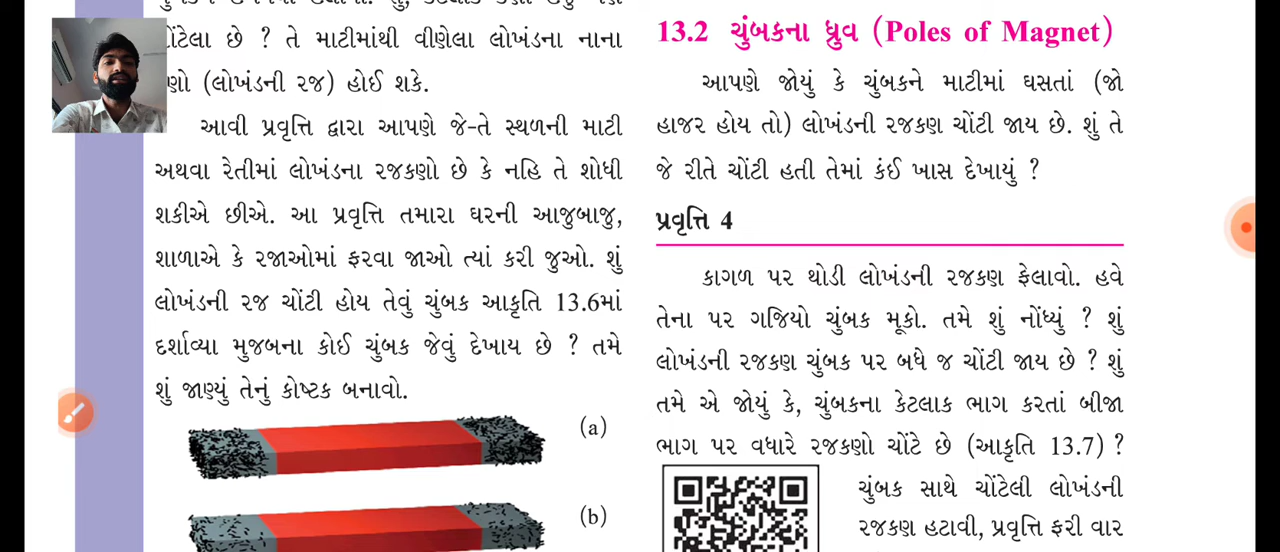 ચોંટેલા છે ? તે માટીમાંથી વીણેલા લોખંડના નાના
(લોખંડની રજ) હોઈ શકે.
આવી પ્રવૃત્તિ દ્વારા આપણે જે-તે સ્થળની માટી
અથવા રેતીમાં લોખંડના રજકણો છે કે નહિ તે શોધી
શકીએ છીએ. આ પ્રવૃત્તિ તમારા ઘરની આજુબાજુ,
શાળાએ કે રજાઓમાં ફરવા જાઓ ત્યાં કરી જુઓ. શું
લોખંડની રજ ચોંટી હોય તેવું ચુંબક આકૃતિ 13.6માં
દર્શાવ્યા મુજબના કોઈ ચુંબક જેવું દેખાય છે ? તમે
શું જાણ્યું તેનું કોષ્ટક બનાવો.
(a)
(b)
13.2 ચુંબકના ધ્રુવ (Poles of Magnet)
આપણે જોયું કે ચુંબકને માટીમાં ઘસતાં (જો
હાજર હોય તો) લોખંડની રજકણ ચોંટી જાય છે. શું તે
જે રીતે ચોંટી હતી તેમાં કંઈ ખાસ દેખાયું ?
પ્રવૃત્તિ 4
કાગળ પર થોડી લોખંડની રજકણ ફેલાવો. હવે
તેના પર ગજિયો ચુંબક મૂકો. તમે શું નોંધ્યું ? શું
લોખંડની રજકણ ચુંબક પર બધે જ ચોંટી જાય છે ? શું
તમે એ જોયું કે, ચુંબકના કેટલાક ભાગ કરતાં બીજા
ભાગ પર વધારે રજકણો ચોંટે છે (આકૃતિ 13.7) ?
ચુંબક સાથે ચોંટેલી લોખંડની
રજકણ હટાવી, પ્રવૃત્તિ ફરી વાર